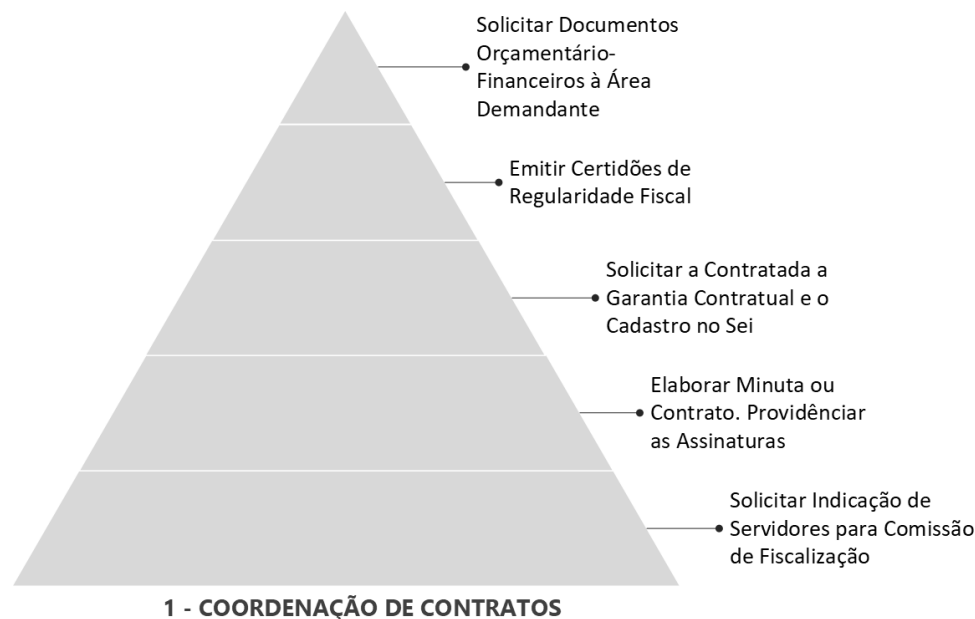 Solicitar Documentos
Orçamentário-
Financeiros à Área
Demandante
Emitir Certidões de
Regularidade Fiscal
Solicitar a Contratada a
Garantia Contratual e o
Cadastro no Sei
Elaborar Minuta ou
Contrato. Providênciar
as Assinaturas
Solicitar Indicação de
Servidores para Comissão
de Fiscalização
1 - COORDENAÇÃO DE CONTRATOS